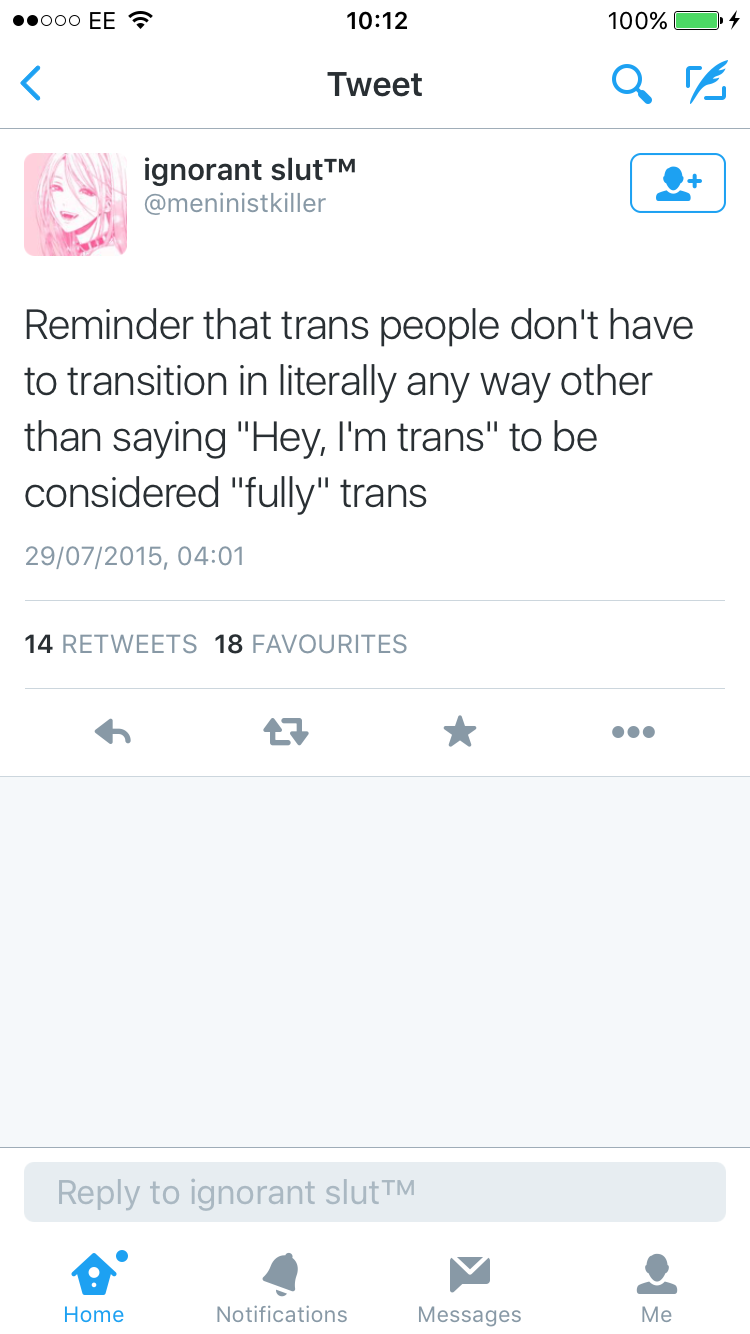 EE 10:12 100%
Tweet
ignorant slut™
@meninistkiller
Reminder that trans people don't have
to transition in literally any way other
than saying "Hey, I'm trans" to be
considered "fully" trans
29/07/2015, 04:01
14 RETWEETS 18 FAVOURITES
Reply to ignorant slut™
Home Notifications Messages Me